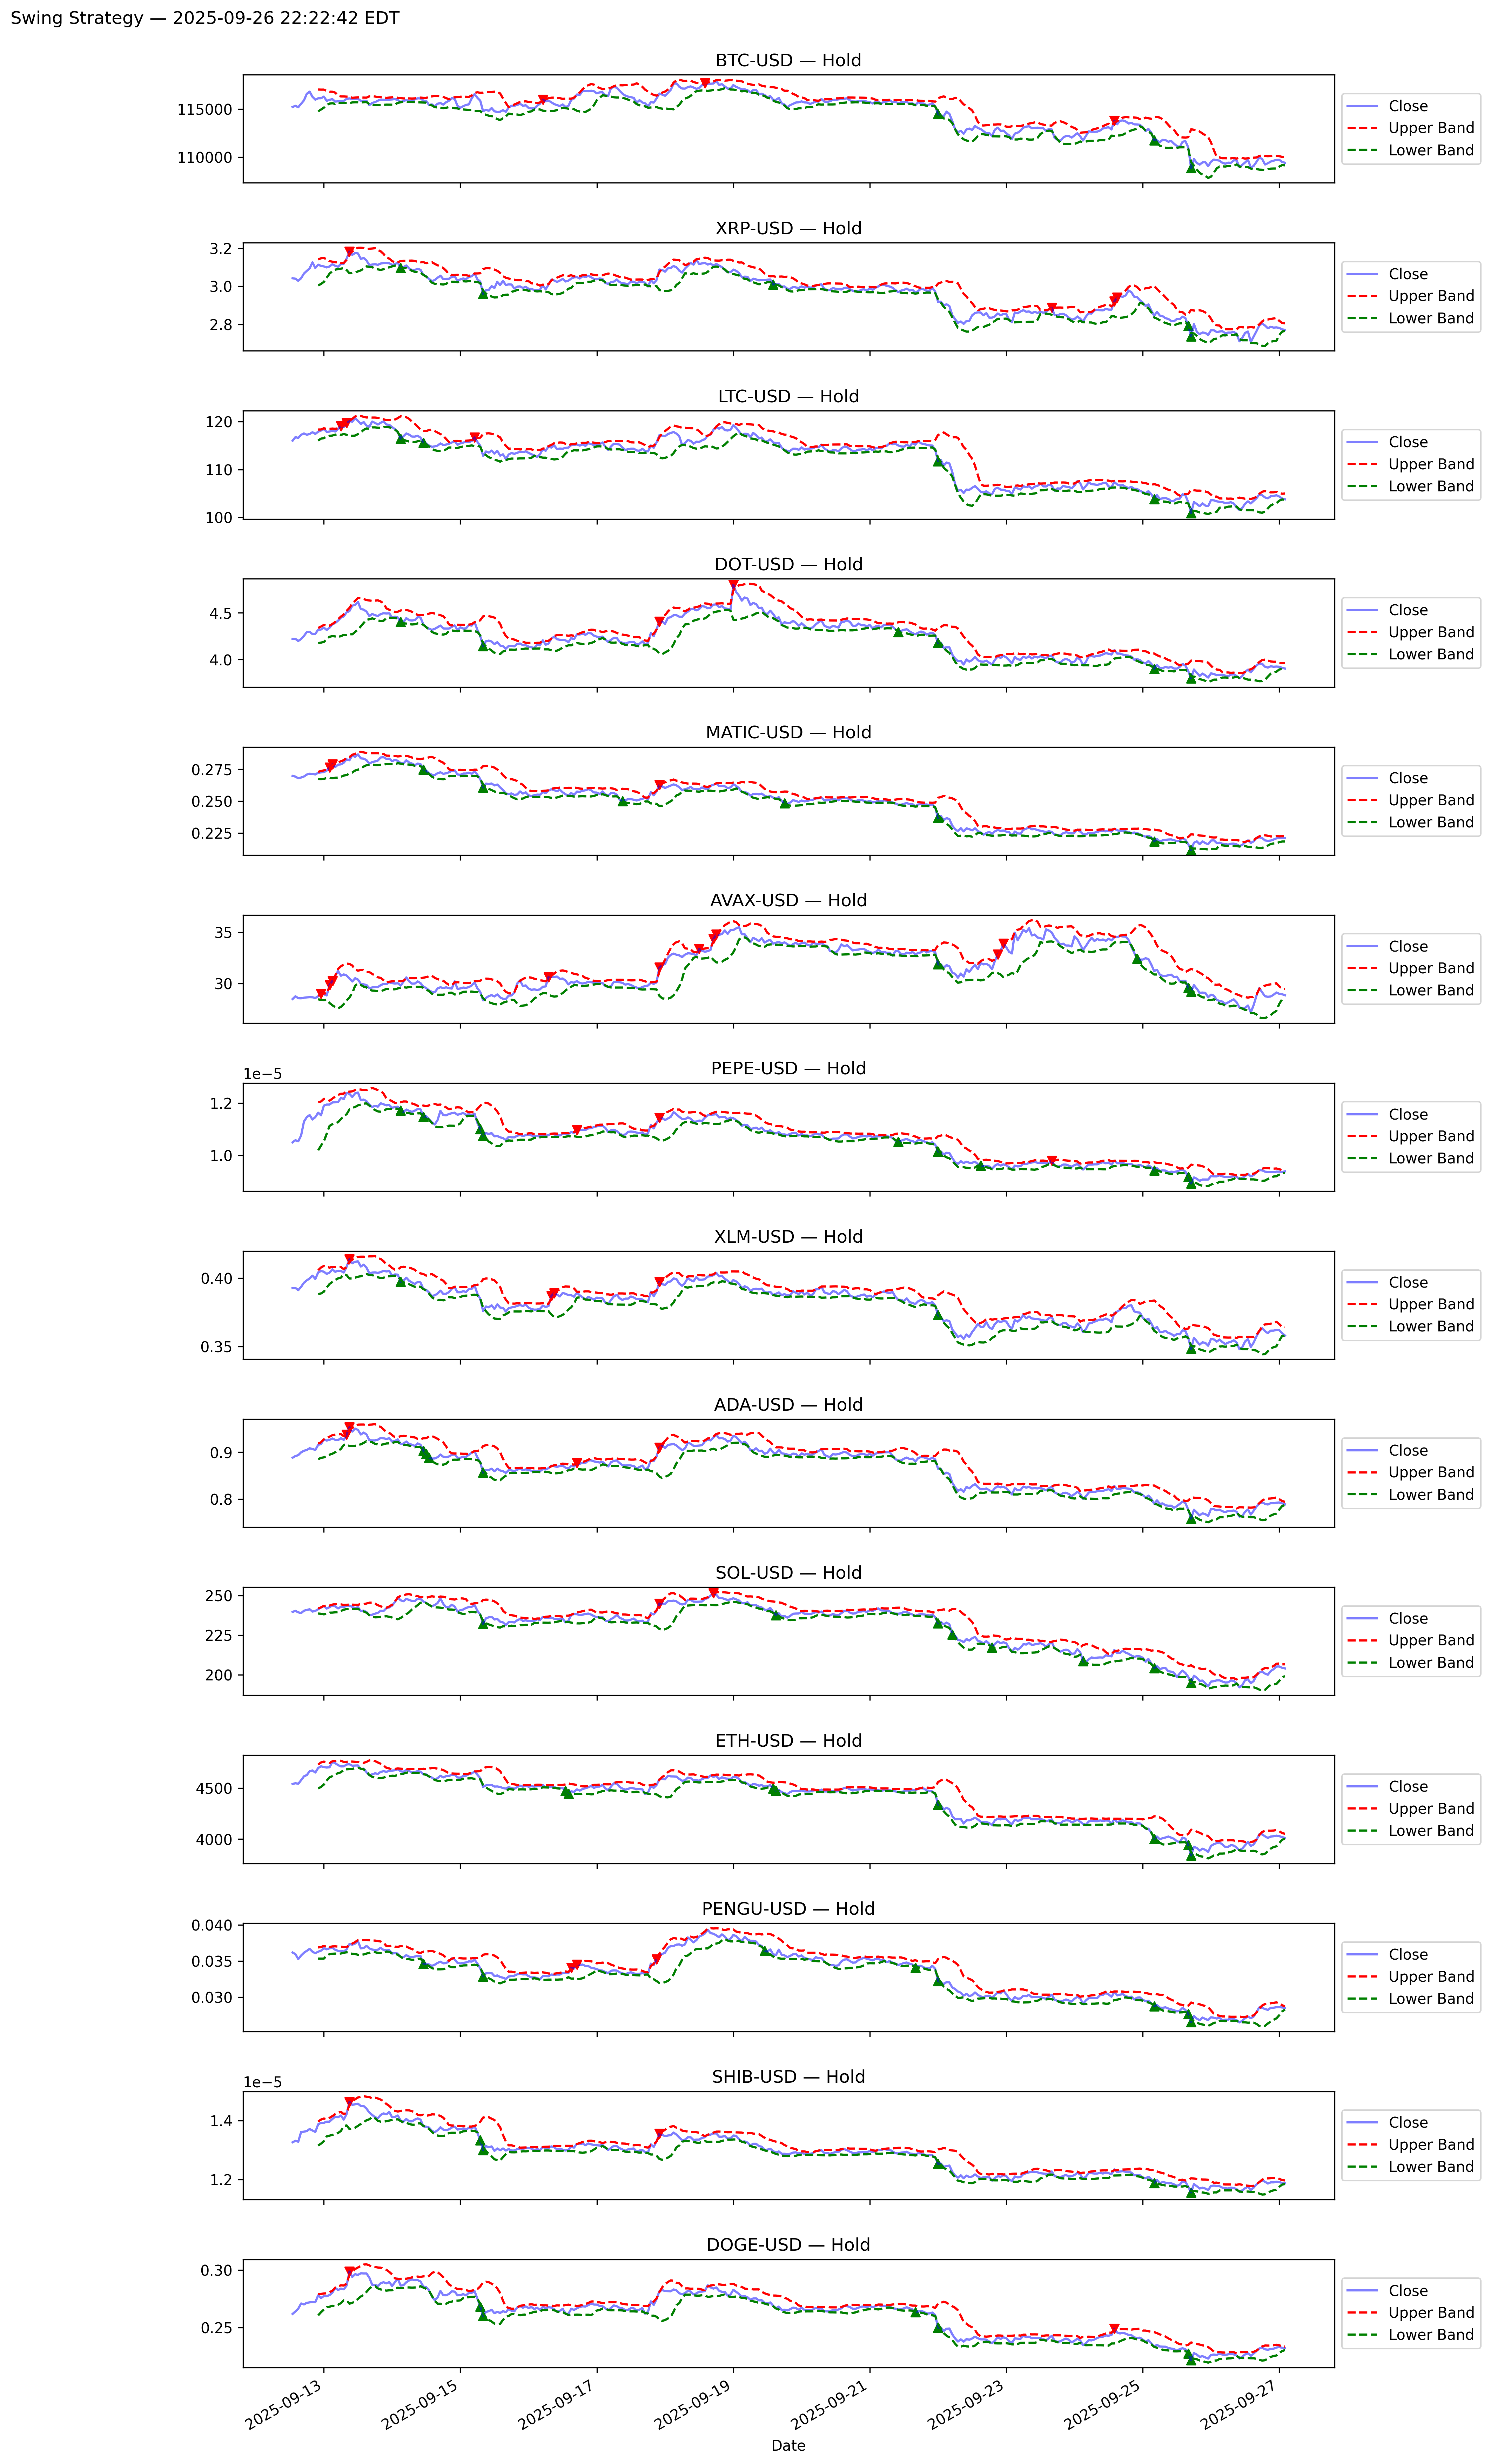 Swing Strategy — 2025-09-26 22:22:42 EDT
BTC-USD — Hold
115000
110000
Close
Upper Band
Lower Band
XRP-USD — Hold
3.2
3.0
2.8
Close
Upper Band
Lower Band
LTC-USD — Hold
120
110
100
Close
Upper Band
Lower Band
DOT-USD — Hold
4.5
4.0
Close
Upper Band
Lower Band
MATIC-USD — Hold
0.275
0.250
0.225
Close
Upper Band
Lower Band
AVAX-USD — Hold
35
30
Close
Upper Band
Lower Band
PEPE-USD — Hold
1e−5
1.2
1.0
Close
Upper Band
Lower Band
XLM-USD — Hold
0.40
0.35
Close
Upper Band
Lower Band
ADA-USD — Hold
0.9
0.8
Close
Upper Band
Lower Band
SOL-USD — Hold
250
225
200
Close
Upper Band
Lower Band
ETH-USD — Hold
4500
4000
Close
Upper Band
Lower Band
PENGU-USD — Hold
0.040
0.035
0.030
Close
Upper Band
Lower Band
SHIB-USD — Hold
1e−5
1.4
1.2
Close
Upper Band
Lower Band
DOGE-USD — Hold
0.30
0.25
Close
Upper Band
Lower Band
2025-09-13
2025-09-15
2025-09-17
2025-09-19
2025-09-21
2025-09-23
2025-09-25
2025-09-27
Date